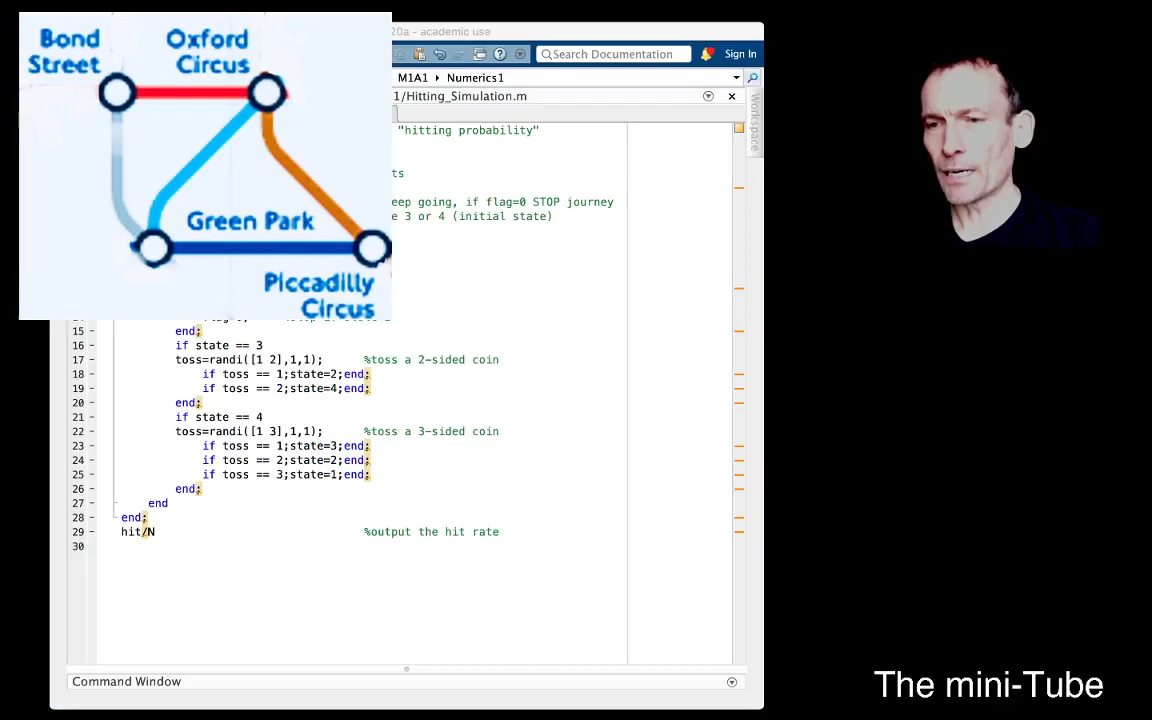 Bond
Street
Oxford
Circus
Green Park
Piccadilly
Circus
20a - academic use
Search Documentation
Sign In
M1A1 ▸ Numerics1
1/Hitting_Simulation.m
Workspace
"hitting probability"
ts
eep going, if flag=0 STOP journey
e 3 or 4 (initial state)
15 - end;
16 - if state == 3
17 - toss=randi([1 2],1,1); %toss a 2-sided coin
18 - if toss == 1;state=2;end;
19 - if toss == 2;state=4;end;
20 - end;
21 - if state == 4
22 - toss=randi([1 3],1,1); %toss a 3-sided coin
23 - if toss == 1;state=3;end;
24 - if toss == 2;state=2;end;
25 - if toss == 3;state=1;end;
26 - end;
27 - end
28 - end;
29 - hit/N %output the hit rate
30
Command Window
The mini-Tube